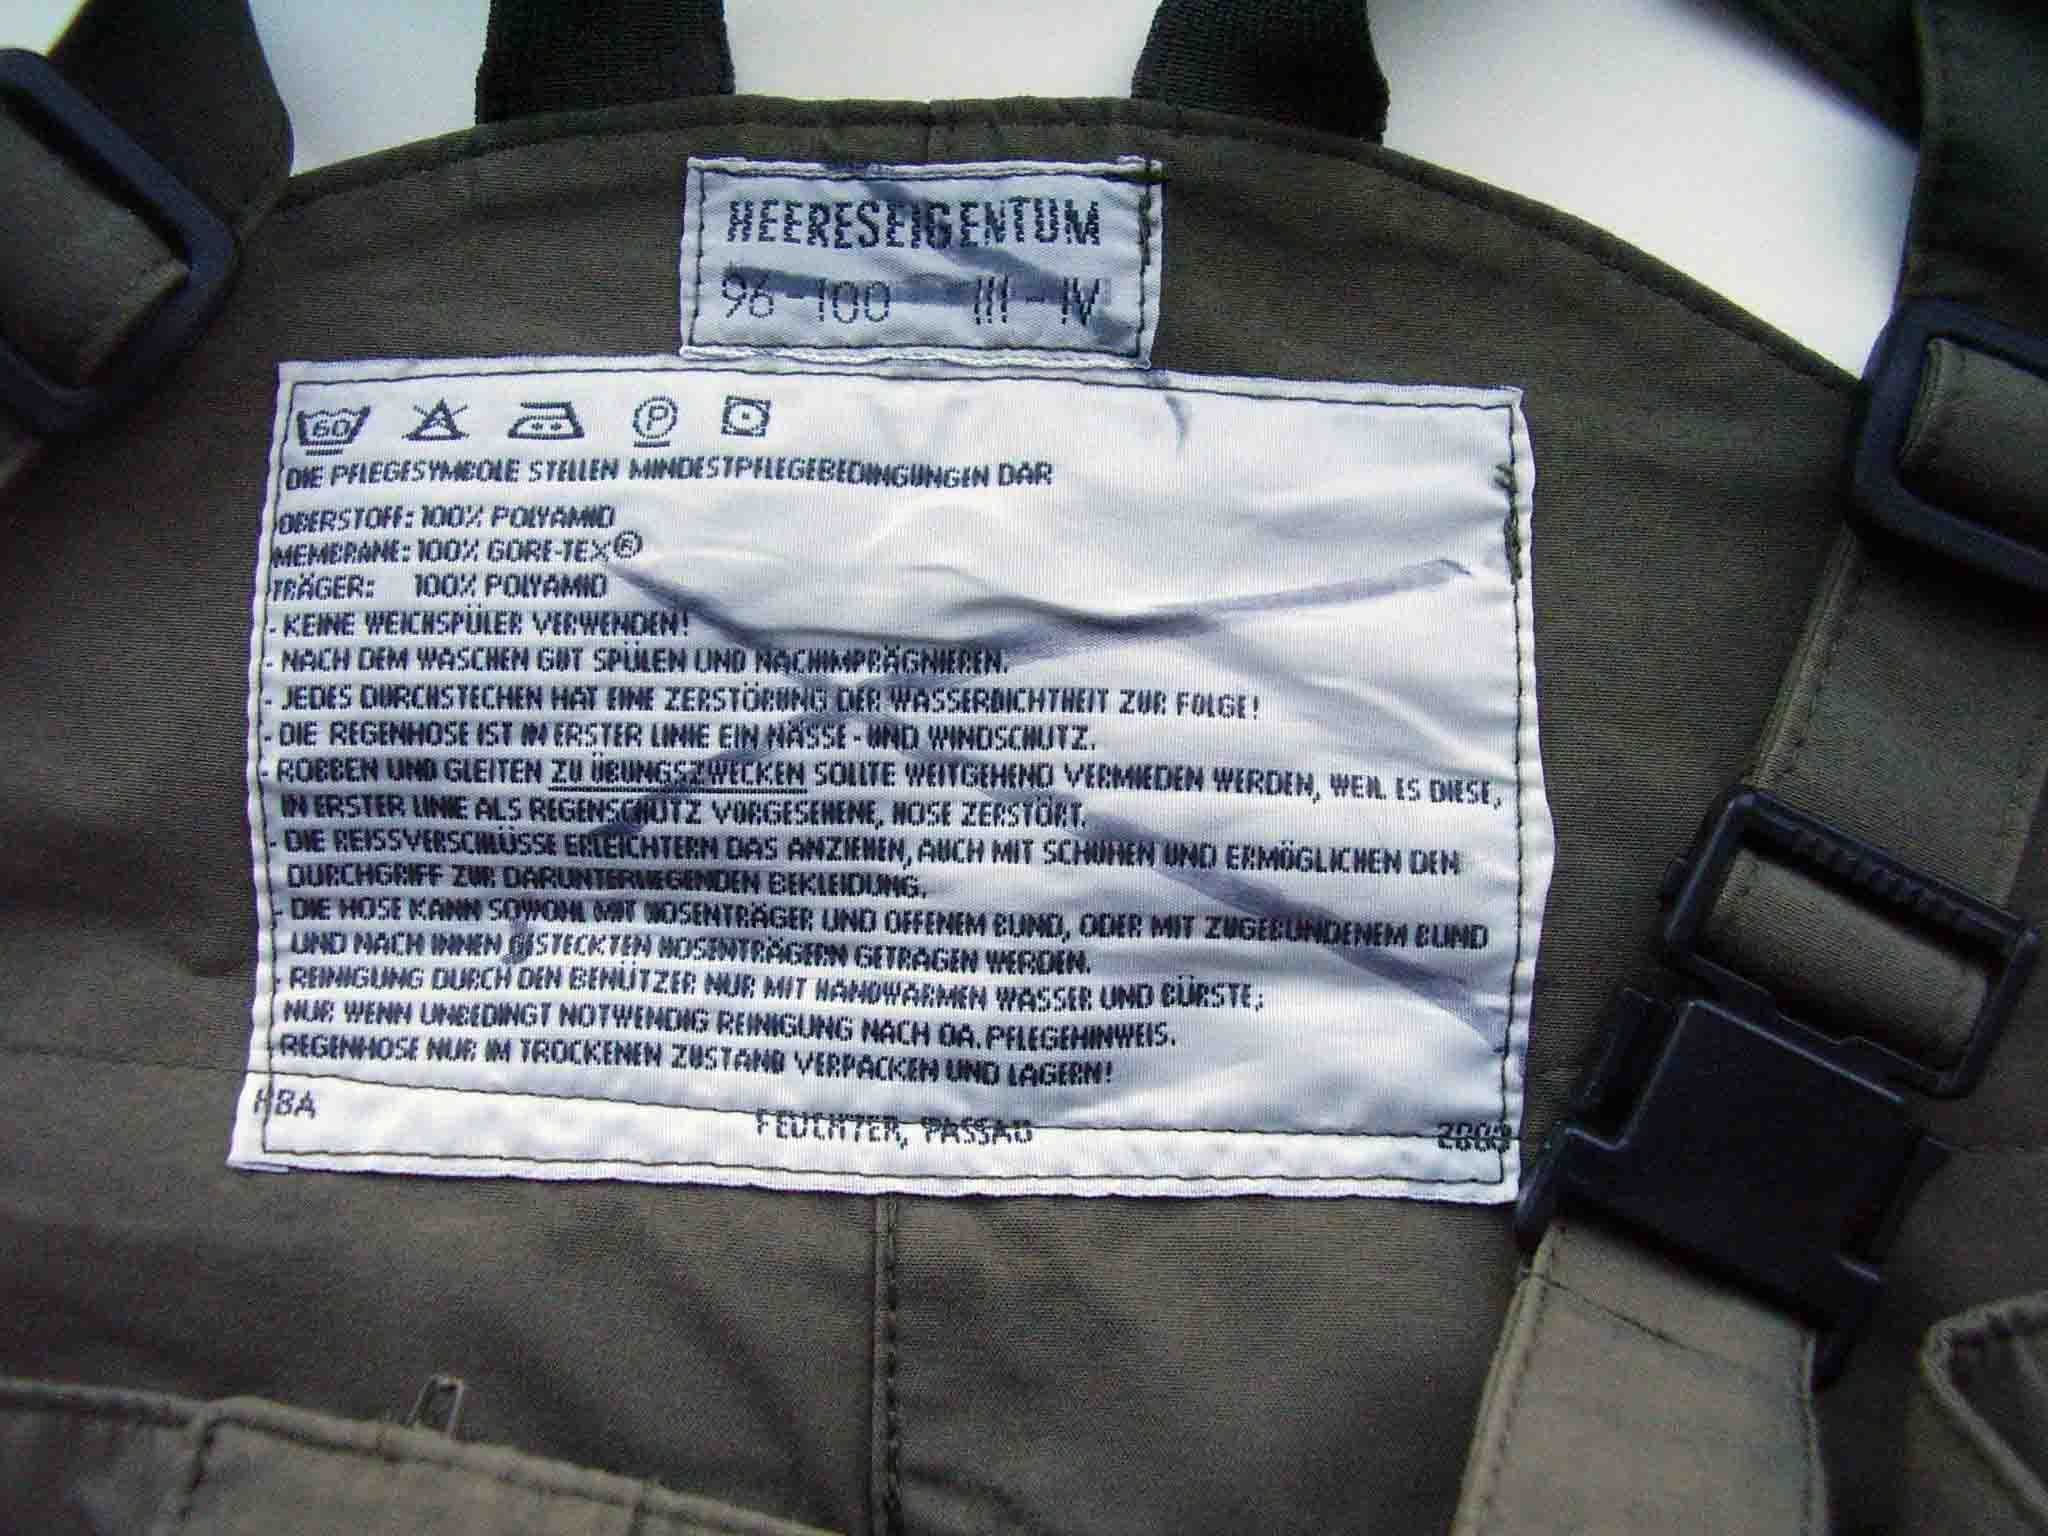 HEERESEIGENTUM
96-100 III-IV
60 P
DIE PFLEGESYMBOLE STELLEN MINDESTPFLEGEBEDINGUNGEN DAR
OBERSTOFF: 100% POLYAMID
MEMBRANE: 100% GORE-TEX®
TRÄGER: 100% POLYAMID
- KEINE WEICHSPÜLER VERWENDEN!
- NACH DEM WASCHEN GUT SPÜLEN UND NACHIMPRÄGNIEREN.
- JEDES DURCHSTECHEN HAT EINE ZERSTÖRUNG DER WASSERDICHTHEIT ZUR FOLGE!
- DIE REGENHOSE IST IN ERSTER LINIE EIN NÄSSE- UND WINDSCHUTZ.
- ROBBEN UND GLEITEN ZU ÜBUNGSZWECKEN SOLLTE WEITGEHEND VERMIEDEN WERDEN, WEIL ES DIESE,
IN ERSTER LINIE ALS REGENSCHUTZ VORGESEHENE, HOSE ZERSTÖRT.
- DIE REISSVERSCHLÜSSE ERLEICHTERN DAS ANZIEHEN, AUCH MIT SCHUHEN UND ERMÖGLICHEN DEN
DURCHGRIFF ZUR DARUNTERLIEGENDEN BEKLEIDUNG.
- DIE HOSE KANN SOWOHL MIT HOSENTRÄGER UND OFFENEM BUND, ODER MIT ZUGEBUNDENEM BUND
UND NACH INNEN GESTECKTEN HOSENTRÄGERN GETRAGEN WERDEN.
- REINIGUNG DURCH DEN BENÜTZER NUR MIT HANDWARMEN WASSER UND BÜRSTE;
NUR WENN UNBEDINGT NOTWENDIG REINIGUNG NACH OA. PFLEGEHINWEIS.
REGENHOSE NUR IM TROCKENEN ZUSTAND VERPACKEN UND LAGERN!
HBA FEUCHTER, PASSAU